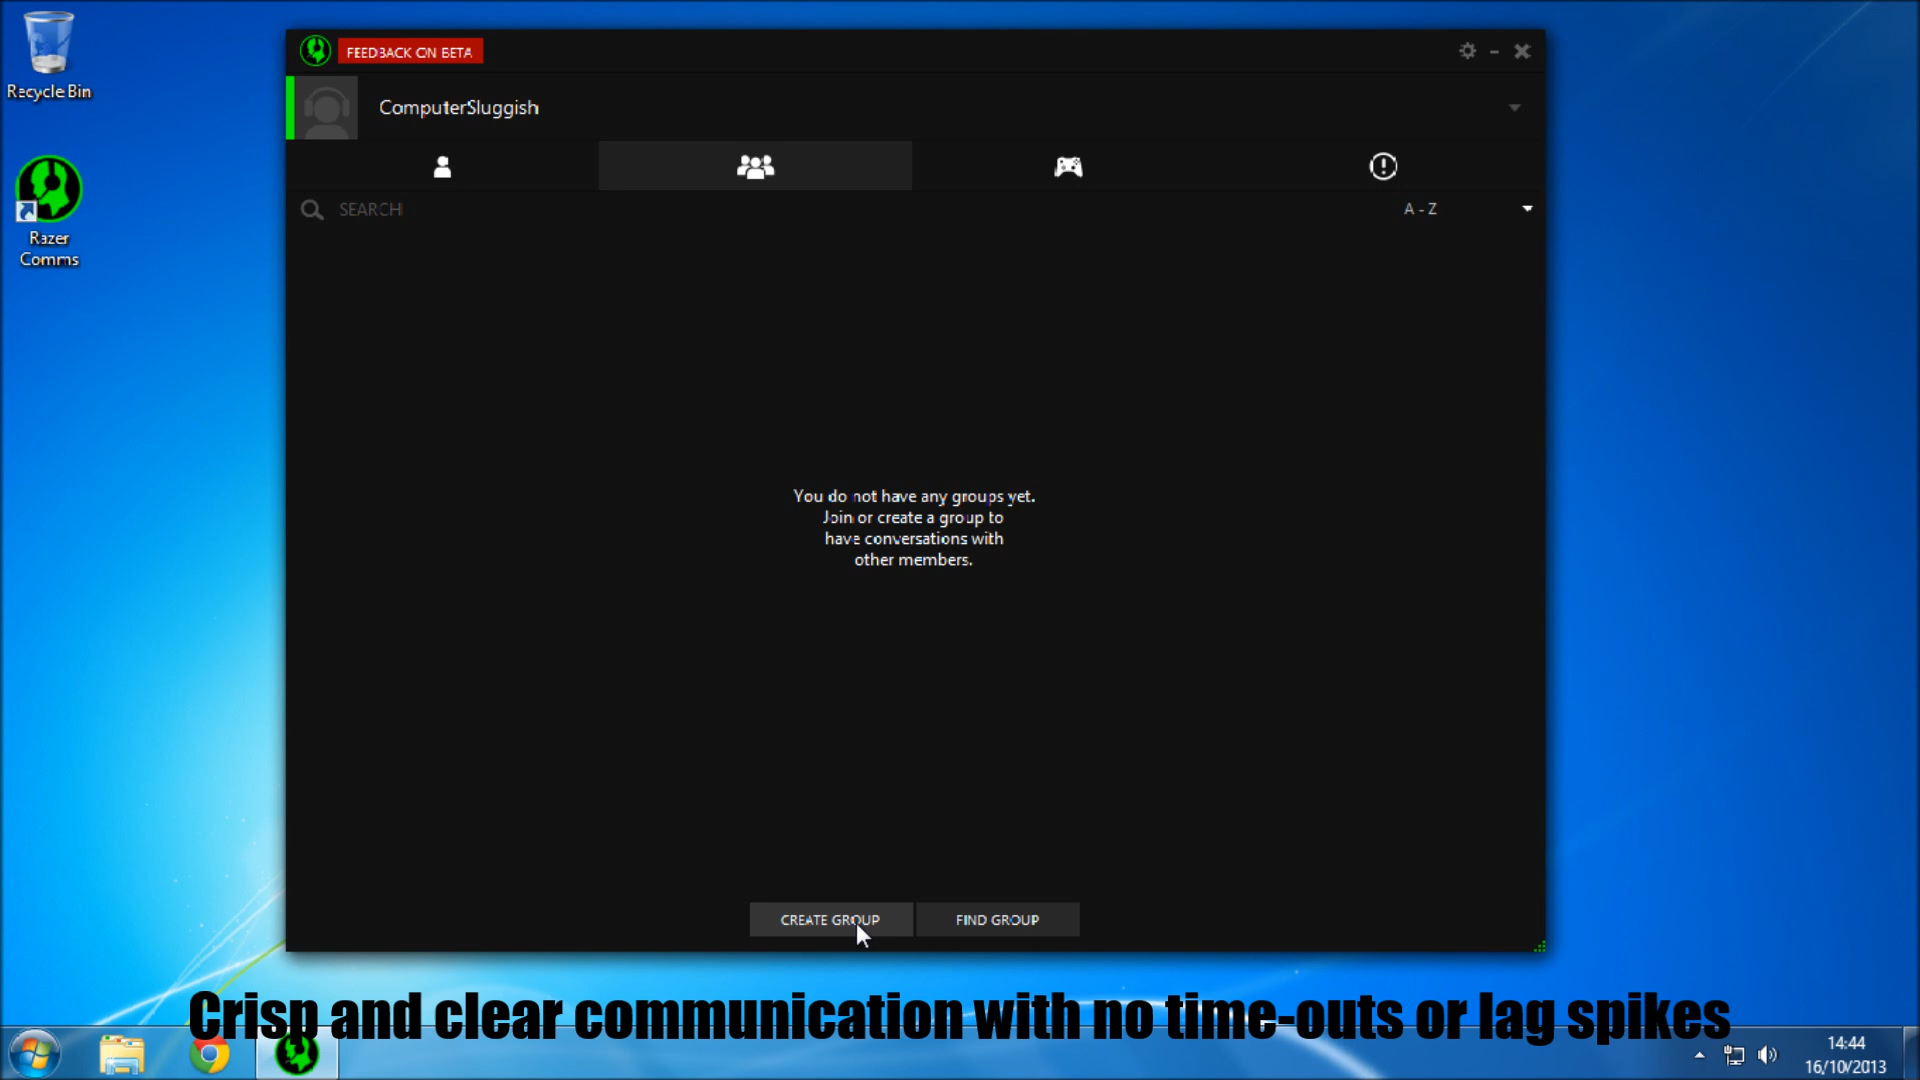 FEEDBACK ON BETA
Recycle Bin
ComputerSluggish
SEARCH
A - Z
Razer
Comms
You do not have any groups yet.
Join or create a group to
have conversations with
other members.
CREATE GROUP
FIND GROUP
Crisp and clear communication with no time-outs or lag spikes
14:44
16/10/2013